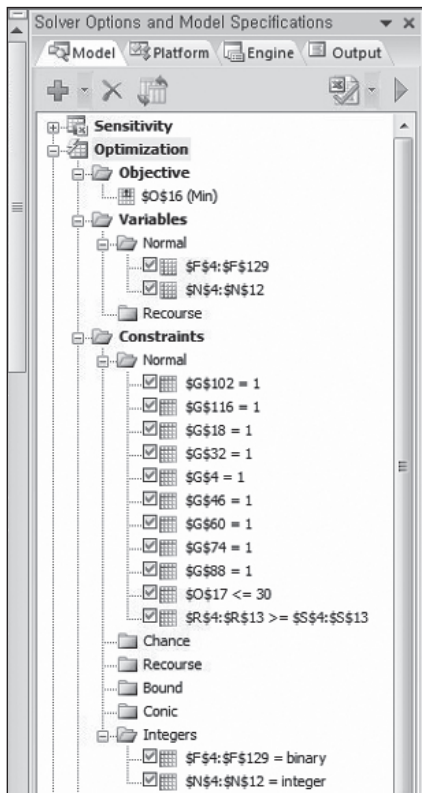 Solver Options and Model Specifications
Model Platform Engine Output
Sensitivity
Optimization
Objective
$O$16 (Min)
Variables
Normal
$F$4:$F$129
$N$4:$N$12
Recourse
Constraints
Normal
$G$102 = 1
$G$116 = 1
$G$18 = 1
$G$32 = 1
$G$4 = 1
$G$46 = 1
$G$60 = 1
$G$74 = 1
$G$88 = 1
$O$17 <= 30
$R$4:$R$13 >= $S$4:$S$13
Chance
Recourse
Bound
Conic
Integers
$F$4:$F$129 = binary
$N$4:$N$12 = integer